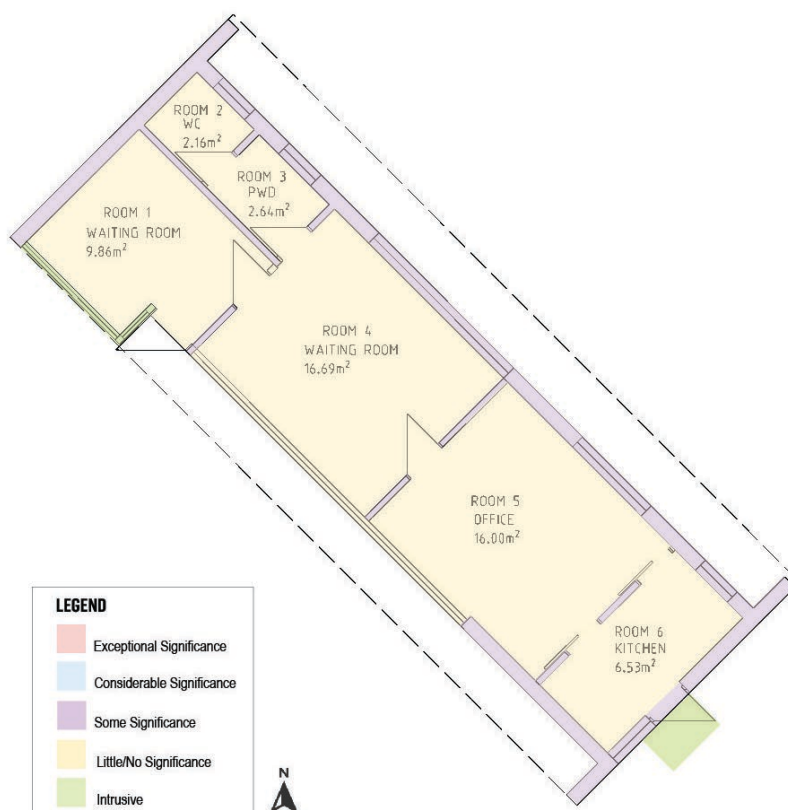 ROOM 2
WC
2.16m²
ROOM 3
PWD
2.64m²
ROOM 1
WAITING ROOM
9.86m²
ROOM 4
WAITING ROOM
16.69m²
ROOM 5
OFFICE
16.00m²
ROOM 6
KITCHEN
6.53m²
LEGEND
Exceptional Significance
Considerable Significance
Some Significance
Little/No Significance
Intrusive
N